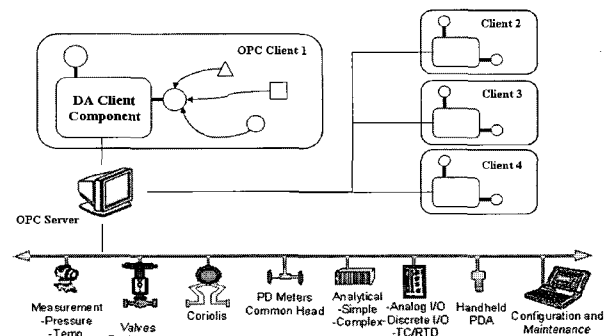 OPC Client 1
DA Client
Component
Client 2
Client 3
Client 4
OPC Server
Measurement
-Pressure
-Temp
Valves
Coriolis
PD Meters
Common Head
Analytical
-Simple
-Complex
-Analog I/O
Discrete I/O
-TC/RTD
Handheld
PDA
Configuration and
Maintenance